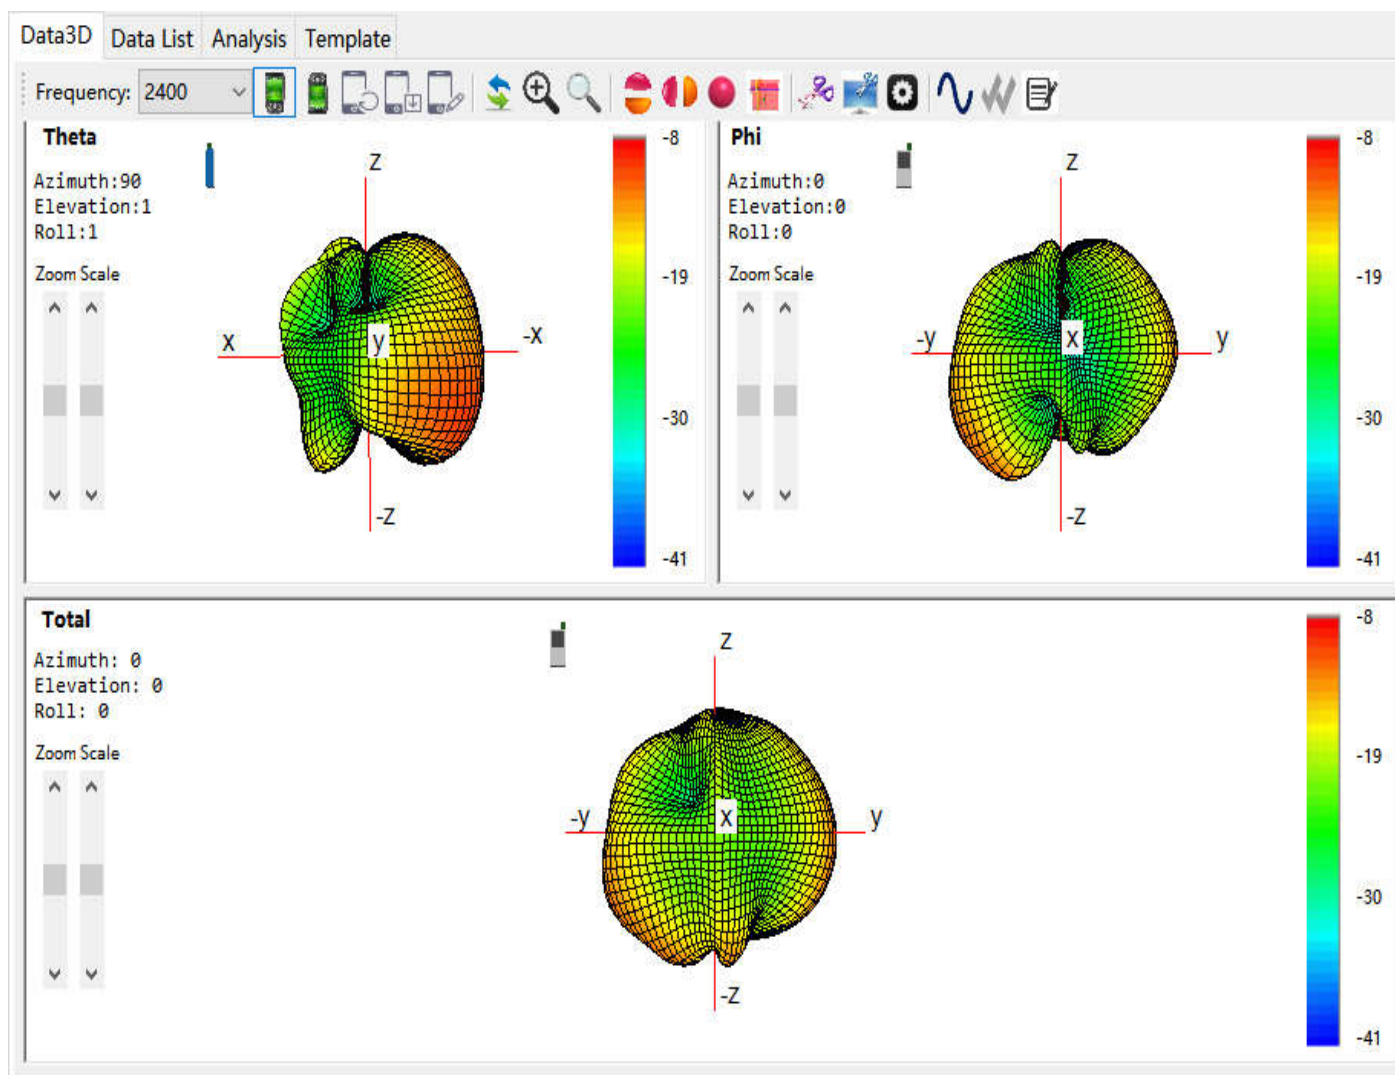 Data3D Data List Analysis Template
Frequency: 2400
Theta
Azimuth:90
Elevation:1
Roll:1
Zoom Scale
z
x
y
-x
-z
-8
-19
-30
-41
Phi
Azimuth:0
Elevation:0
Roll:0
Zoom Scale
z
-y
x
y
-z
-8
-19
-30
-41
Total
Azimuth: 0
Elevation: 0
Roll: 0
Zoom Scale
z
-y
x
y
-z
-8
-19
-30
-41